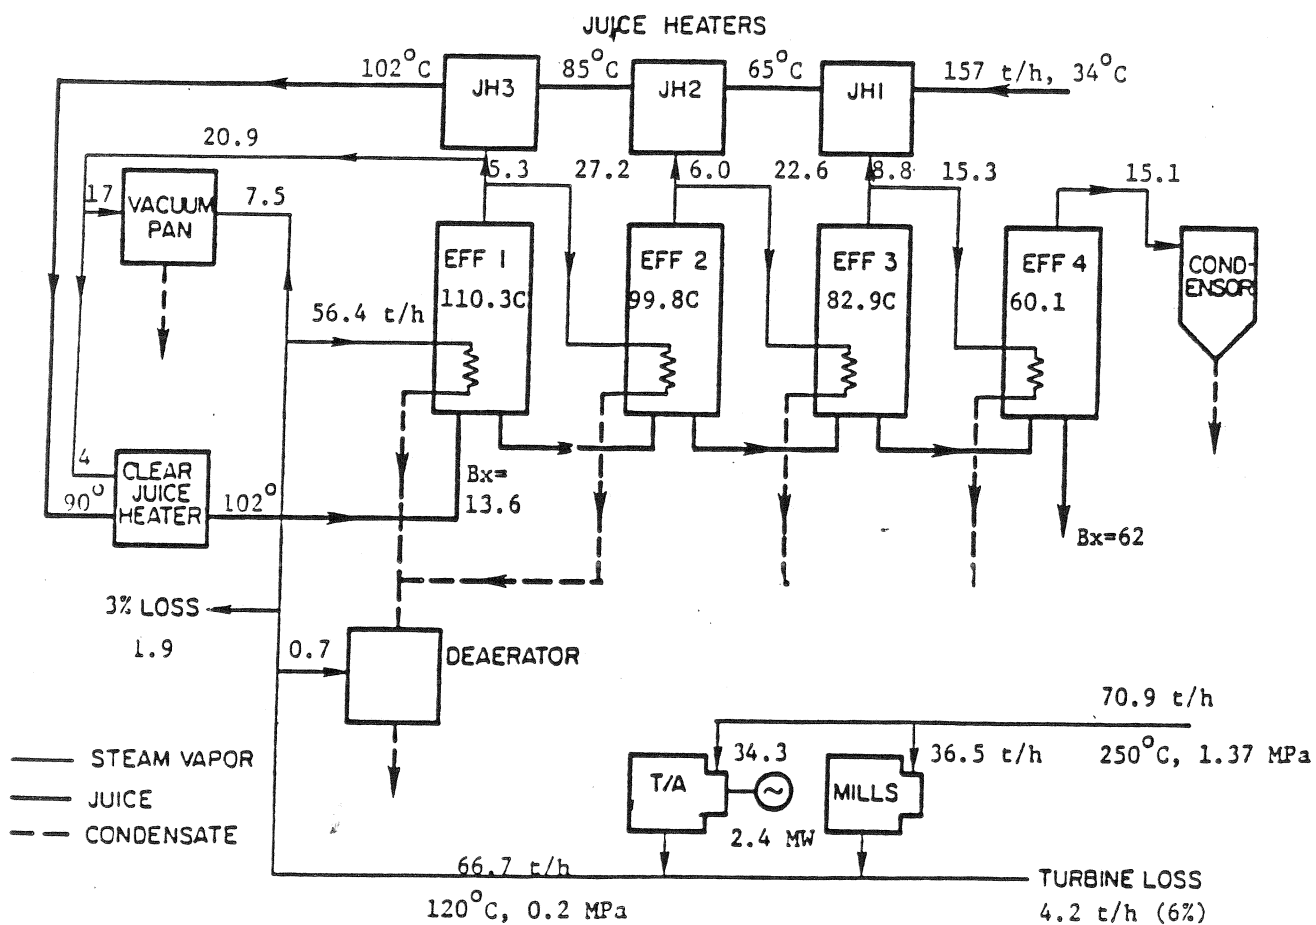 JUICE HEATERS
102°C
JH3
85°C
JH2
65°C
JH1
157 t/h, 34°C
20.9
17
VACUUM
PAN
7.5
5.3
27.2
6.0
22.6
8.8
15.3
15.1
EFF 1
110.3C
EFF 2
99.8C
EFF 3
82.9C
EFF 4
60.1
COND-
ENSOR
56.4 t/h
4
CLEAR
JUICE
HEATER
90°
102°
Bx=
13.6
Bx=62
3% LOSS
1.9
0.7
DEAERATOR
70.9 t/h
250°C, 1.37 MPa
34.3
36.5 t/h
T/A
~
MILLS
2.4 MW
STEAM VAPOR
JUICE
CONDENSATE
66.7 t/h
120°C, 0.2 MPa
TURBINE LOSS
4.2 t/h (6%)